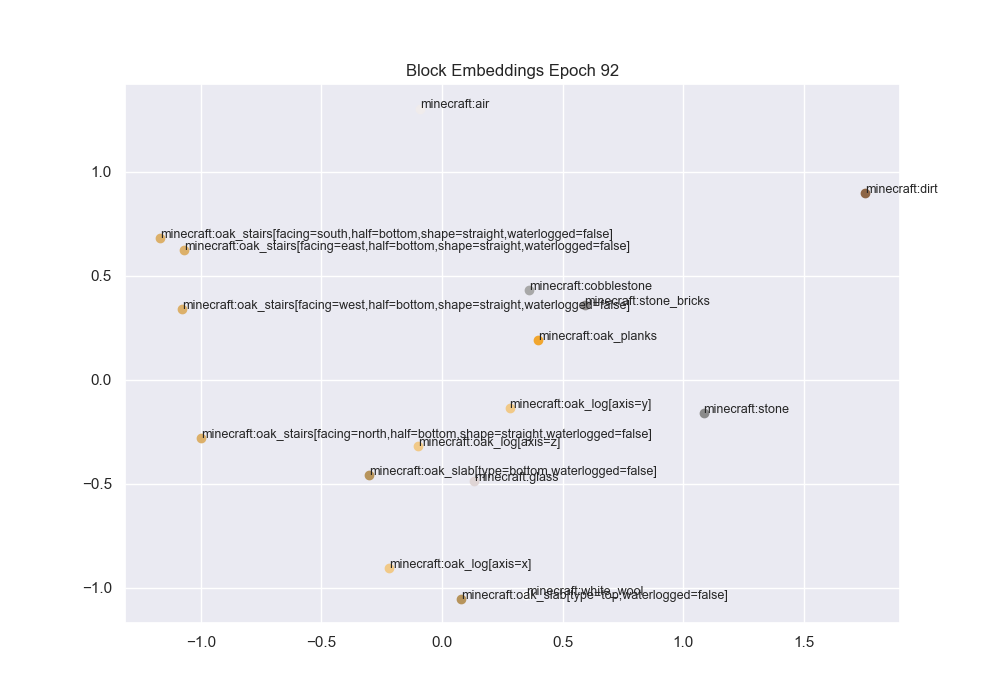 Block Embeddings Epoch 92
minecraft:air
1.0
minecraft:dirt
minecraft:oak_stairs[facing=south,half=bottom,shape=straight,waterlogged=false]
minecraft:oak_stairs[facing=east,half=bottom,shape=straight,waterlogged=false]
0.5
minecraft:cobblestone
minecraft:stone_bricks
minecraft:oak_stairs[facing=west,half=bottom,shape=straight,waterlogged=false]
minecraft:oak_planks
0.0
minecraft:oak_log[axis=y]
minecraft:stone
minecraft:oak_stairs[facing=north,half=bottom,shape=straight,waterlogged=false]
minecraft:oak_log[axis=z]
minecraft:oak_slab[type=bottom,waterlogged=false]
minecraft:glass
−0.5
minecraft:oak_log[axis=x]
−1.0
minecraft:white_wool
minecraft:oak_slab[type=top,waterlogged=false]
−1.0 −0.5 0.0 0.5 1.0 1.5